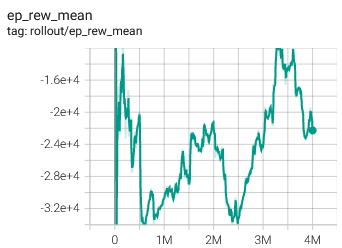 ep_rew_mean
tag: rollout/ep_rew_mean
-1.6e+4
-2e+4
-2.4e+4
-2.8e+4
-3.2e+4
0 1M 2M 3M 4M